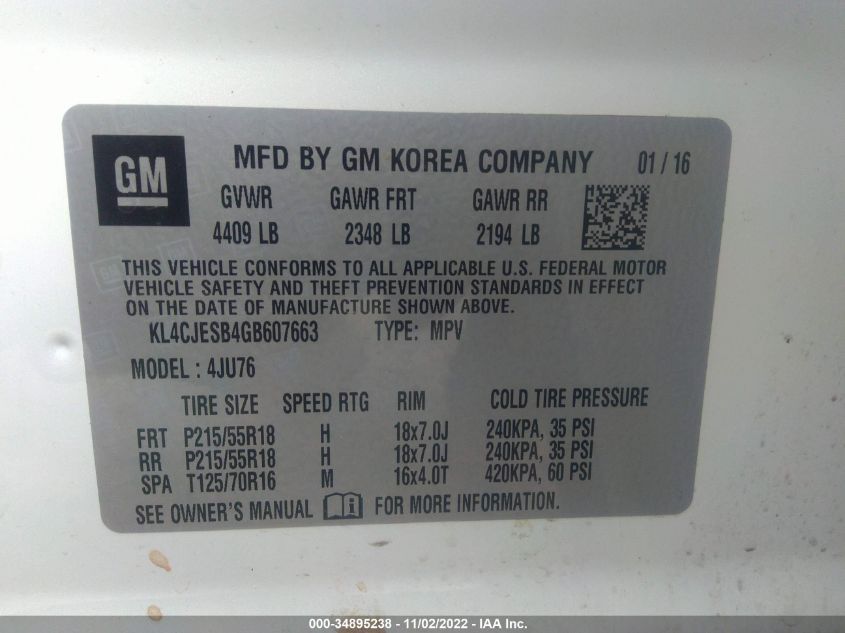 GM MFD BY GM KOREA COMPANY 01 / 16
GVWR GAWR FRT GAWR RR
4409 LB 2348 LB 2194 LB
THIS VEHICLE CONFORMS TO ALL APPLICABLE U.S. FEDERAL MOTOR
VEHICLE SAFETY AND THEFT PREVENTION STANDARDS IN EFFECT
ON THE DATE OF MANUFACTURE SHOWN ABOVE.
KL4CJESB4GB607663 TYPE: MPV
MODEL : 4JU76
TIRE SIZE SPEED RTG RIM COLD TIRE PRESSURE
FRT P215/55R18 H 18x7.0J 240KPA, 35 PSI
RR P215/55R18 H 18x7.0J 240KPA, 35 PSI
SPA T125/70R16 M 16x4.0T 420KPA, 60 PSI
SEE OWNER'S MANUAL i FOR MORE INFORMATION.
000-34895238 - 11/02/2022 - IAA Inc.